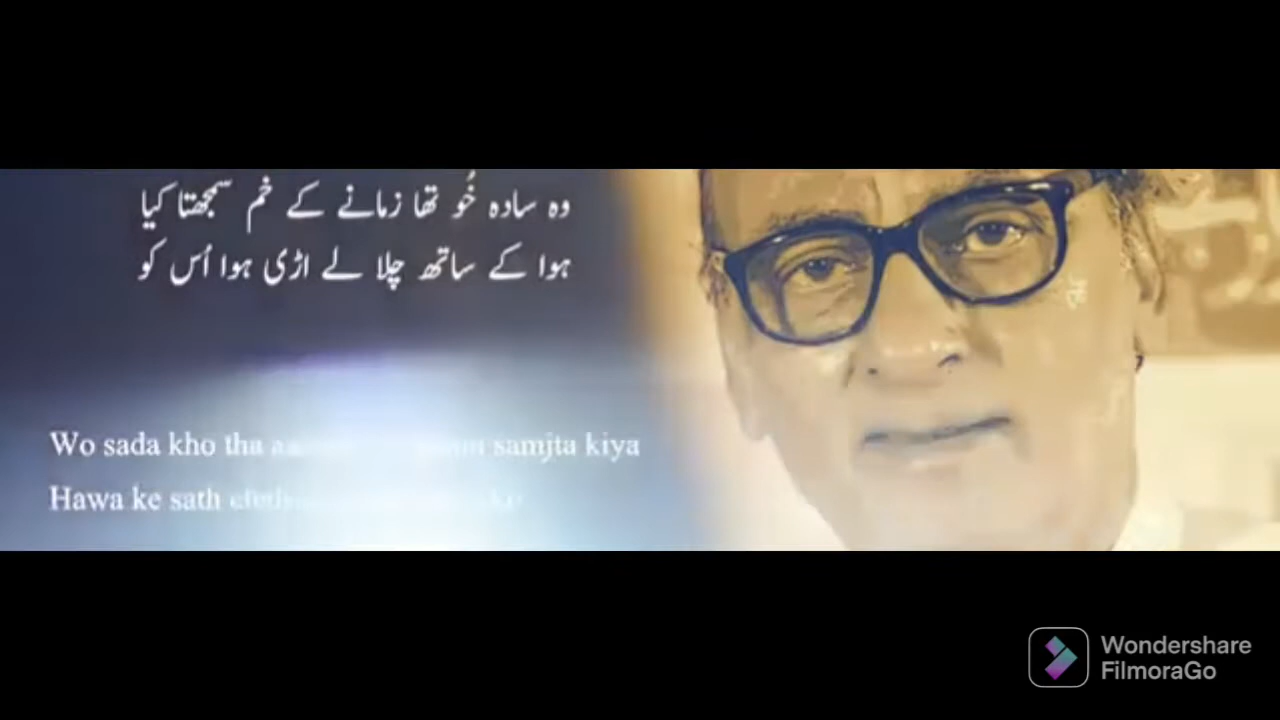 وہ سادہ خُو تھا زمانے کے خم سمجھتا کیا
ہوا کے ساتھ چلا لے اڑی ہوا اُس کو
Wo sada kho tha samjta kiya
Hawa ke sath
Wondershare
FilmoraGo